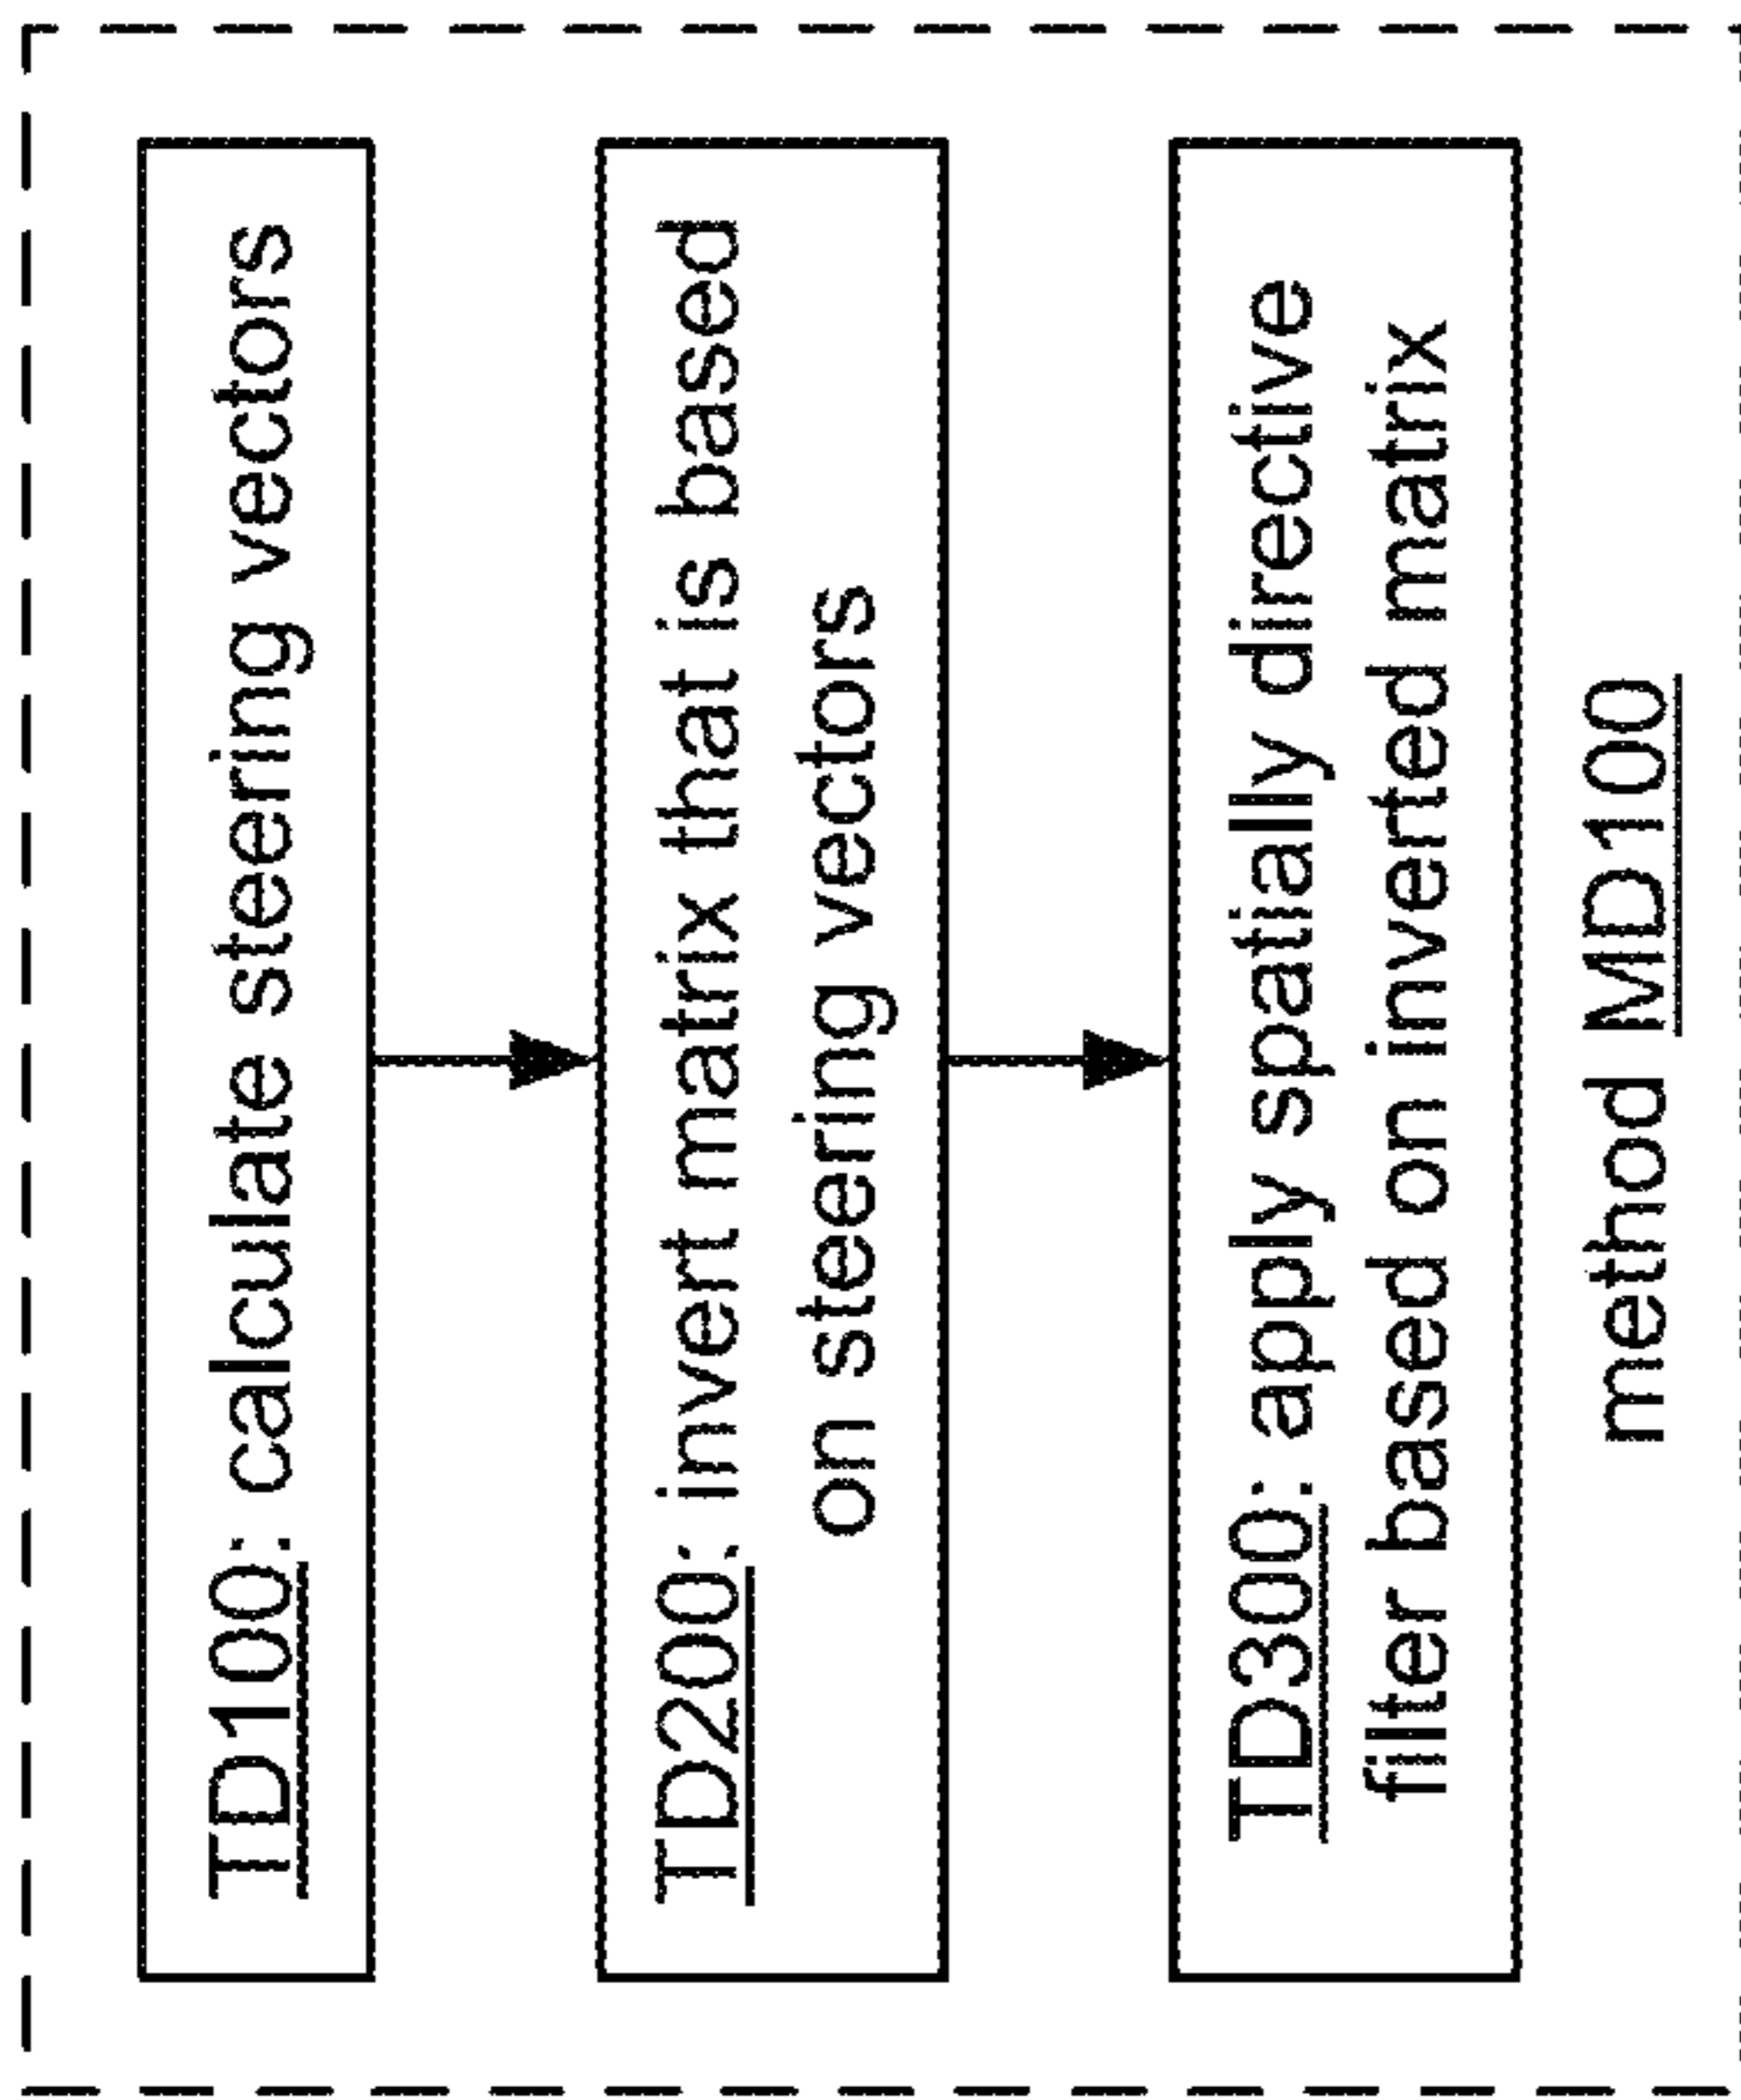 TD100: calculate steering vectors
TD200: invert matrix that is based
on steering vectors
TD300: apply spatially directive
filter based on inverted matrix
method MD100